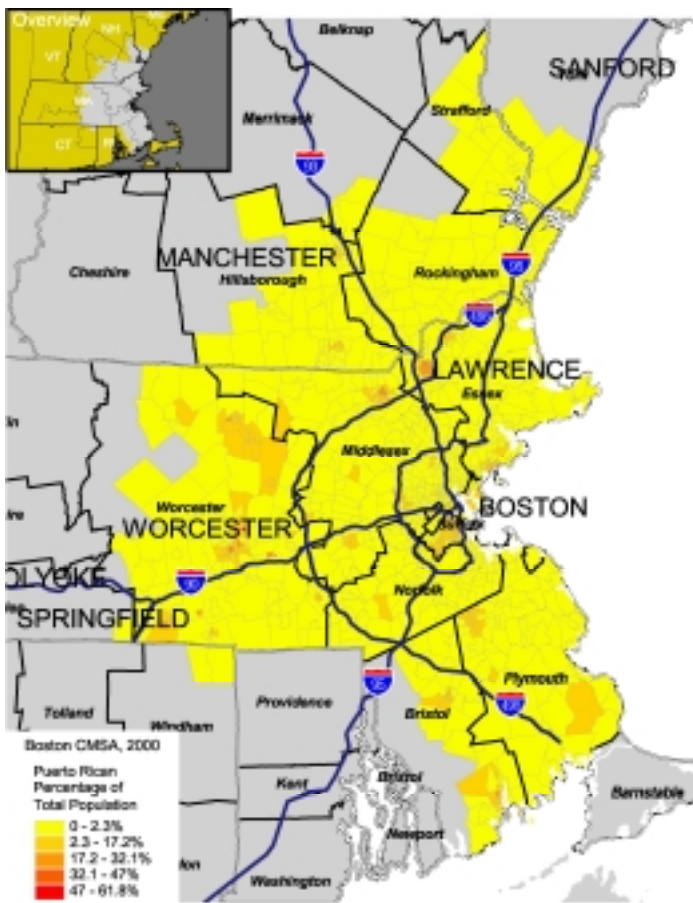 Overview
NH
VT
MA
CT
RI
Belknap
SANFORD
York
Strafford
Merrimack
93
MANCHESTER
Hillsborough
Cheshire
Rockingham
95
495
LAWRENCE
Essex
Middlesex
Worcester
WORCESTER
BOSTON
Suffolk
OLYOKE
90
SPRINGFIELD
Norfolk
Plymouth
495
95
Bristol
Providence
Tolland
Windham
Kent
Bristol
Newport
Barnstable
Washington
Boston CMSA, 2000
Puerto Rican
Percentage of
Total Population
0 - 2.3%
2.3 - 17.2%
17.2 - 32.1%
32.1 - 47%
47 - 61.8%